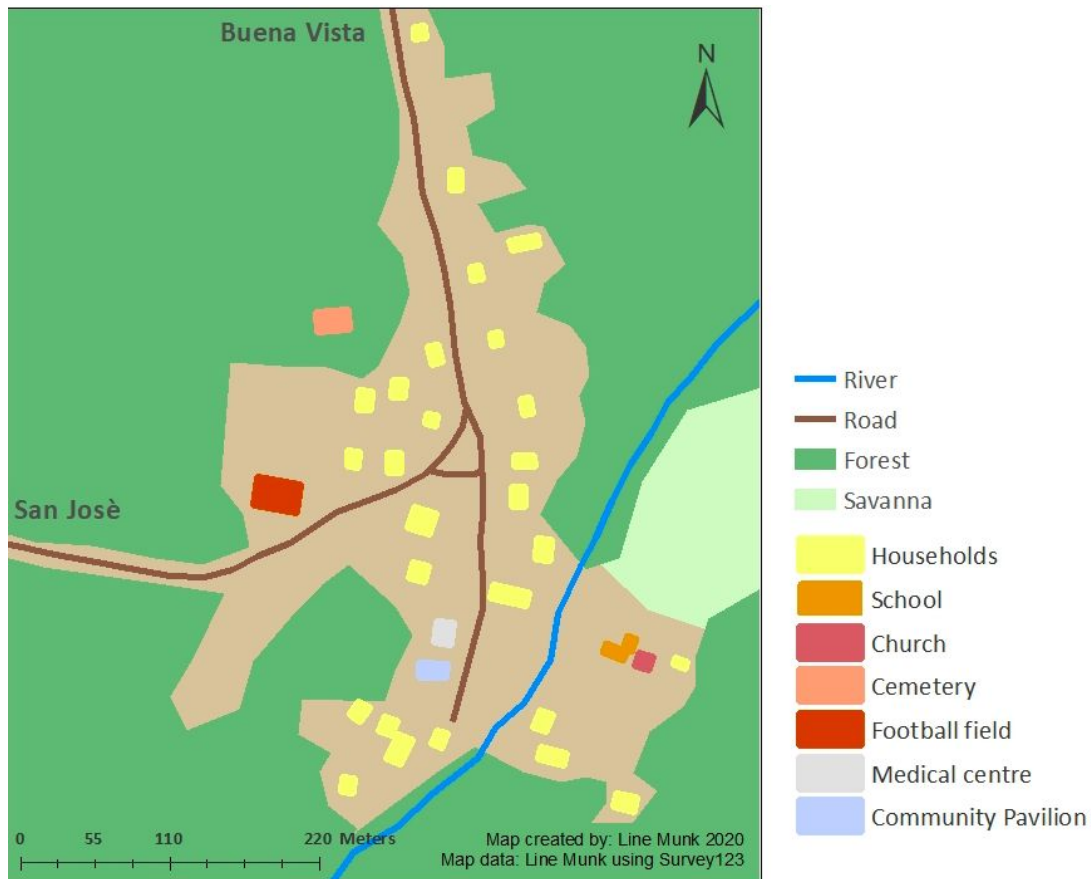 Buena Vista
N
San Josè
0 55 110 220 Meters
Map created by: Line Munk 2020
Map data: Line Munk using Survey123
River
Road
Forest
Savanna
Households
School
Church
Cemetery
Football field
Medical centre
Community Pavilion